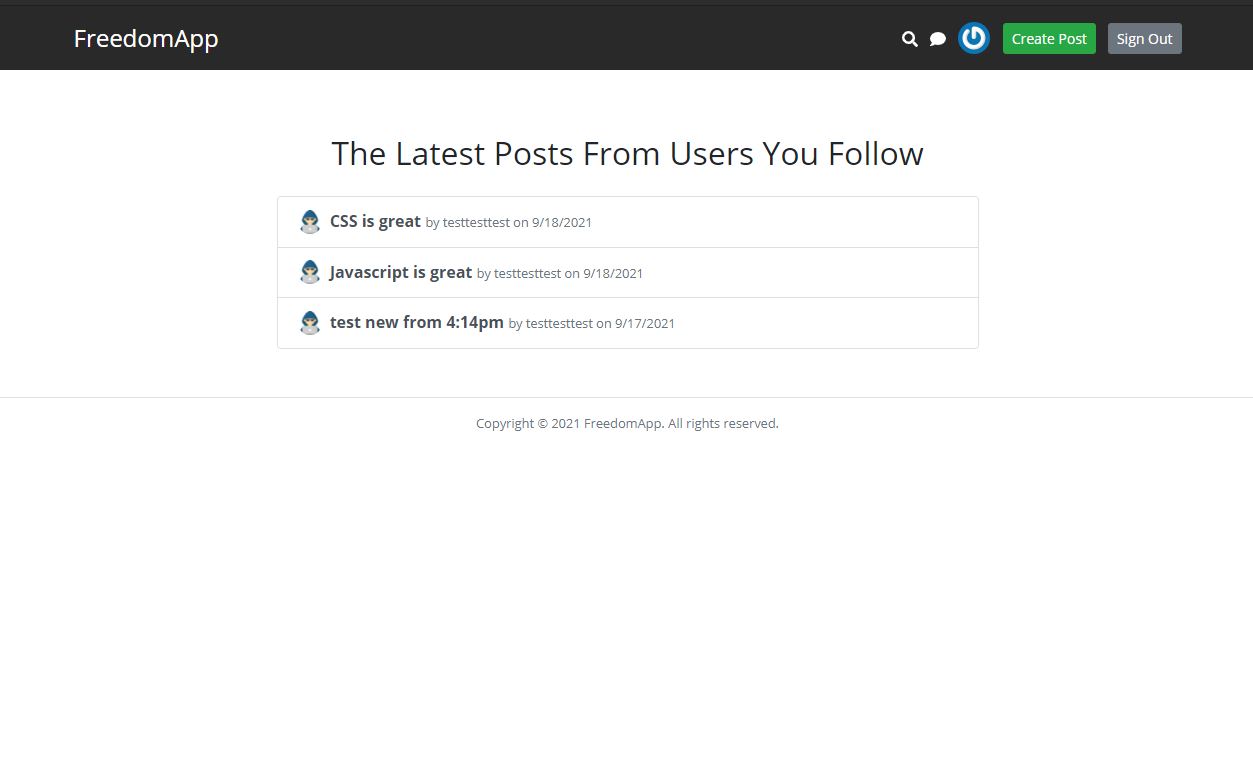 FreedomApp
Create Post
Sign Out
The Latest Posts From Users You Follow
CSS is great by testtesttest on 9/18/2021
Javascript is great by testtesttest on 9/18/2021
test new from 4:14pm by testtesttest on 9/17/2021
Copyright © 2021 FreedomApp. All rights reserved.